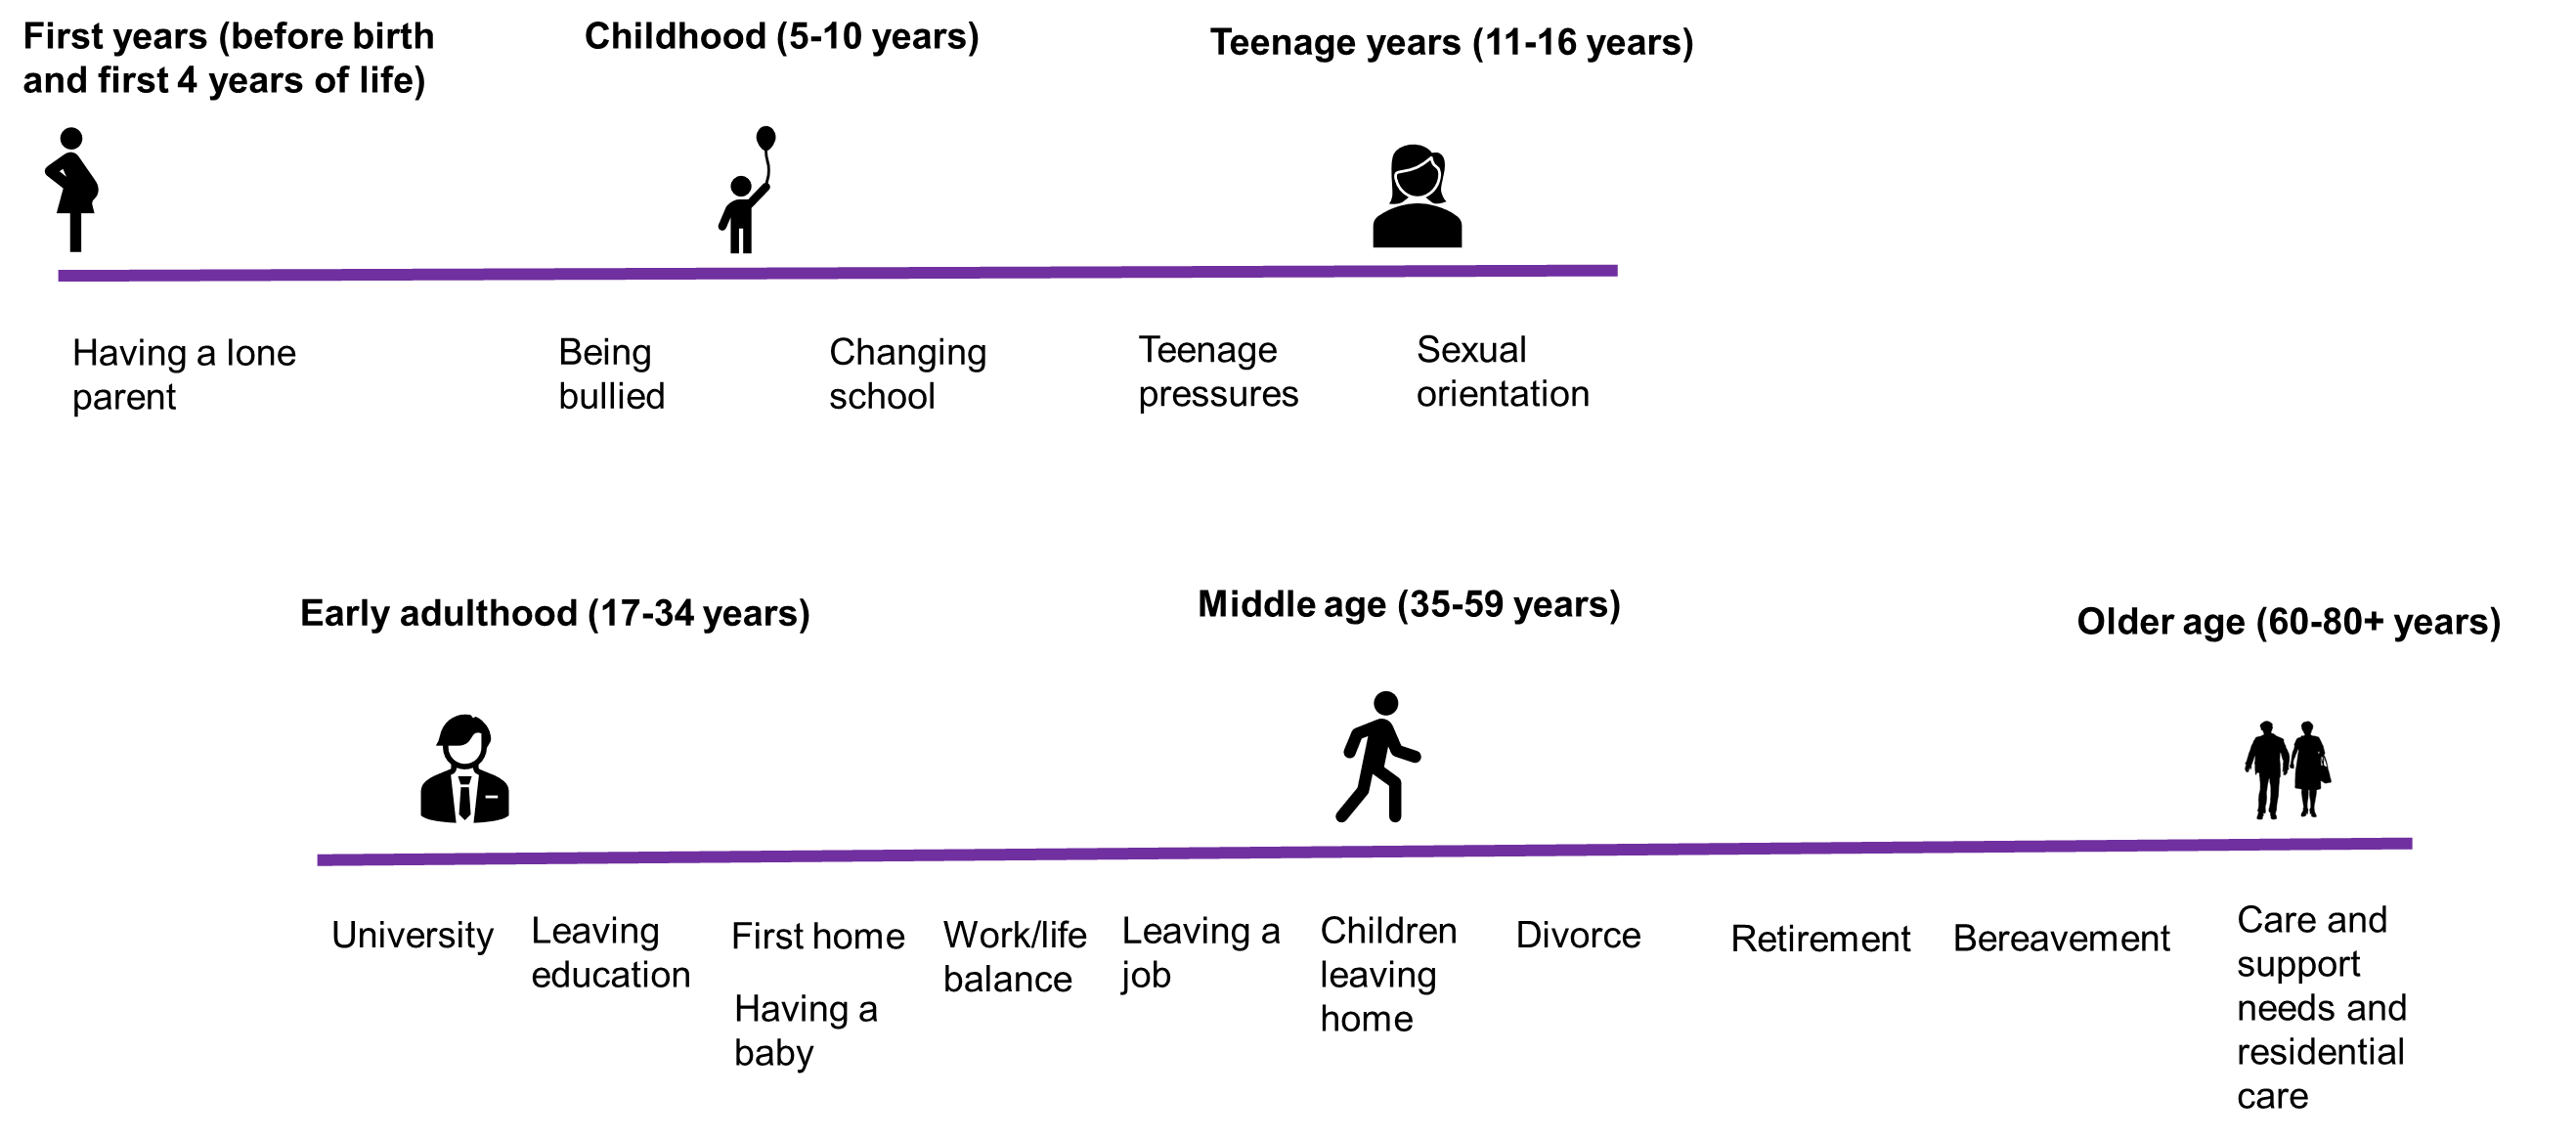 First years (before birth
and first 4 years of life)
Childhood (5-10 years)
Teenage years (11-16 years)
Having a lone
parent
Being
bullied
Changing
school
Teenage
pressures
Sexual
orientation
Early adulthood (17-34 years)
Middle age (35-59 years)
Older age (60-80+ years)
University
Leaving
education
First home
Having a
baby
Work/life
balance
Leaving a
job
Children
leaving
home
Divorce
Retirement
Bereavement
Care and
support
needs and
residential
care